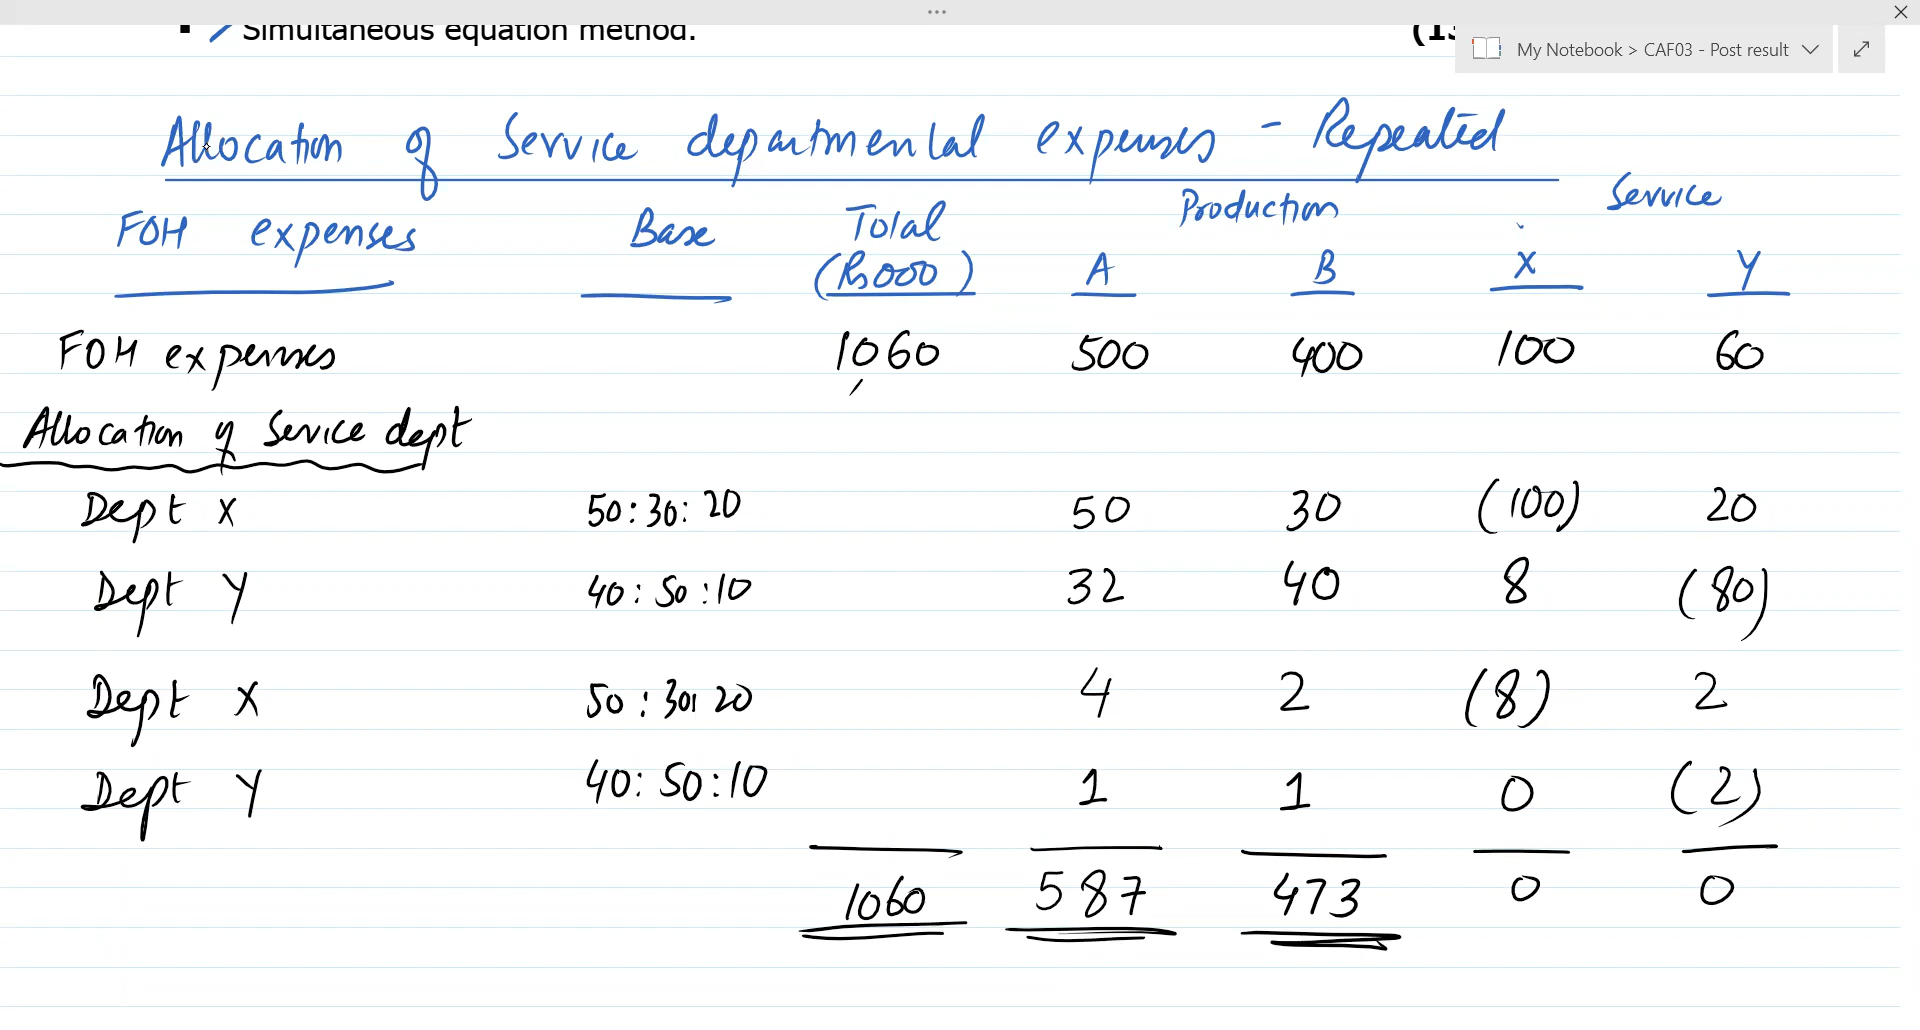 Simultaneous equation method.
My Notebook > CAF03 - Post result
Allocation of Service departmental expenses - Repeated
Production Service
FOH expenses Base Total (Rs000) A B X Y
FOH expenses 1060 500 400 100 60
Allocation of Service dept
Dept X 50:30:20 50 30 (100) 20
Dept Y 40:50:10 32 40 8 (80)
Dept X 50:30:20 4 2 (8) 2
Dept Y 40:50:10 1 1 0 (2)
1060 587 473 0 0